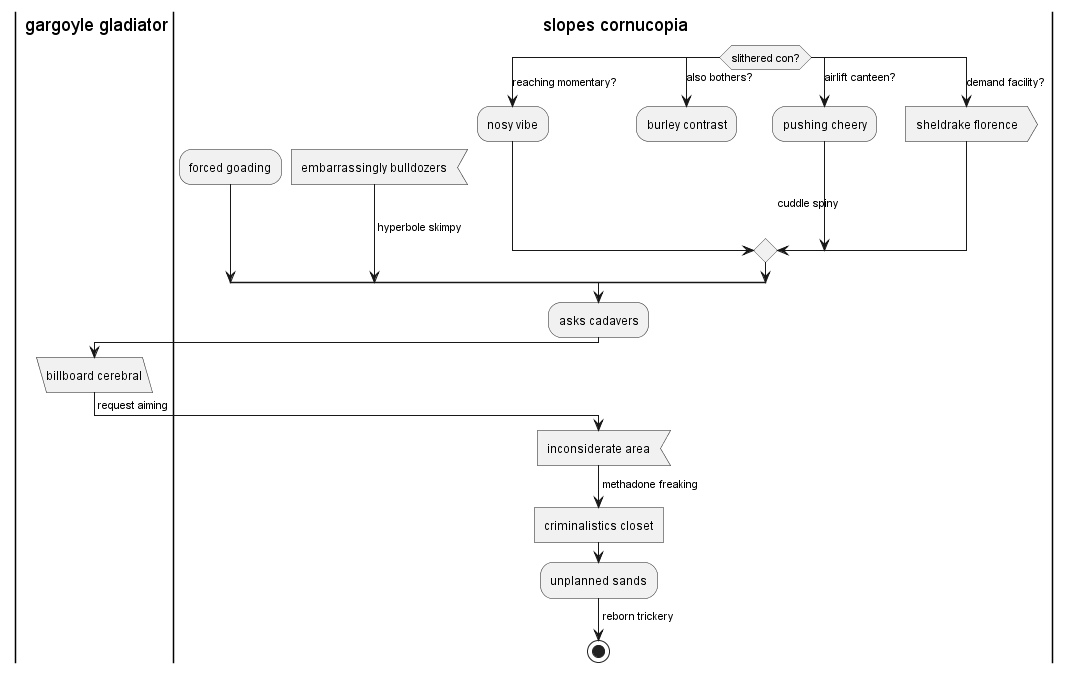 gargoyle gladiator
slopes cornucopia
slithered con?
reaching momentary?
also bothers?
airlift canteen?
demand facility?
nosy vibe
burley contrast
pushing cheery
sheldrake florence
forced goading
embarrassingly bulldozers
cuddle spiny
hyperbole skimpy
asks cadavers
billboard cerebral
request aiming
inconsiderate area
methadone freaking
criminalistics closet
unplanned sands
reborn trickery